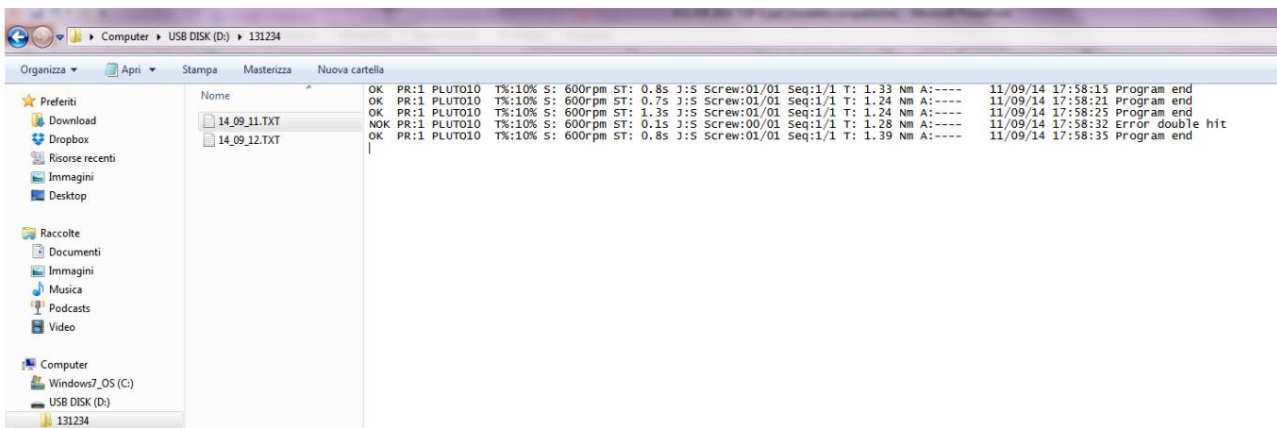 Computer ▸ USB DISK (D:) ▸ 131234
Organizza Apri Stampa Masterizza Nuova cartella
Preferiti
Download
Dropbox
Risorse recenti
Immagini
Desktop
Raccolte
Documenti
Immagini
Musica
Podcasts
Video
Computer
Windows7_OS (C:)
USB DISK (D:)
131234
Nome
14_09_11.TXT
14_09_12.TXT
OK PR:1 PLUTO10 T%:10% S: 600rpm ST: 0.8s J:S Screw:01/01 Seq:1/1 T: 1.33 Nm A:---- 11/09/14 17:58:15 Program end
OK PR:1 PLUTO10 T%:10% S: 600rpm ST: 0.7s J:S Screw:01/01 Seq:1/1 T: 1.24 Nm A:---- 11/09/14 17:58:21 Program end
OK PR:1 PLUTO10 T%:10% S: 600rpm ST: 1.3s J:S Screw:01/01 Seq:1/1 T: 1.24 Nm A:---- 11/09/14 17:58:25 Program end
NOK PR:1 PLUTO10 T%:10% S: 600rpm ST: 0.1s J:S Screw:00/01 Seq:1/1 T: 1.28 Nm A:---- 11/09/14 17:58:32 Error double hit
OK PR:1 PLUTO10 T%:10% S: 600rpm ST: 0.8s J:S Screw:01/01 Seq:1/1 T: 1.39 Nm A:---- 11/09/14 17:58:35 Program end